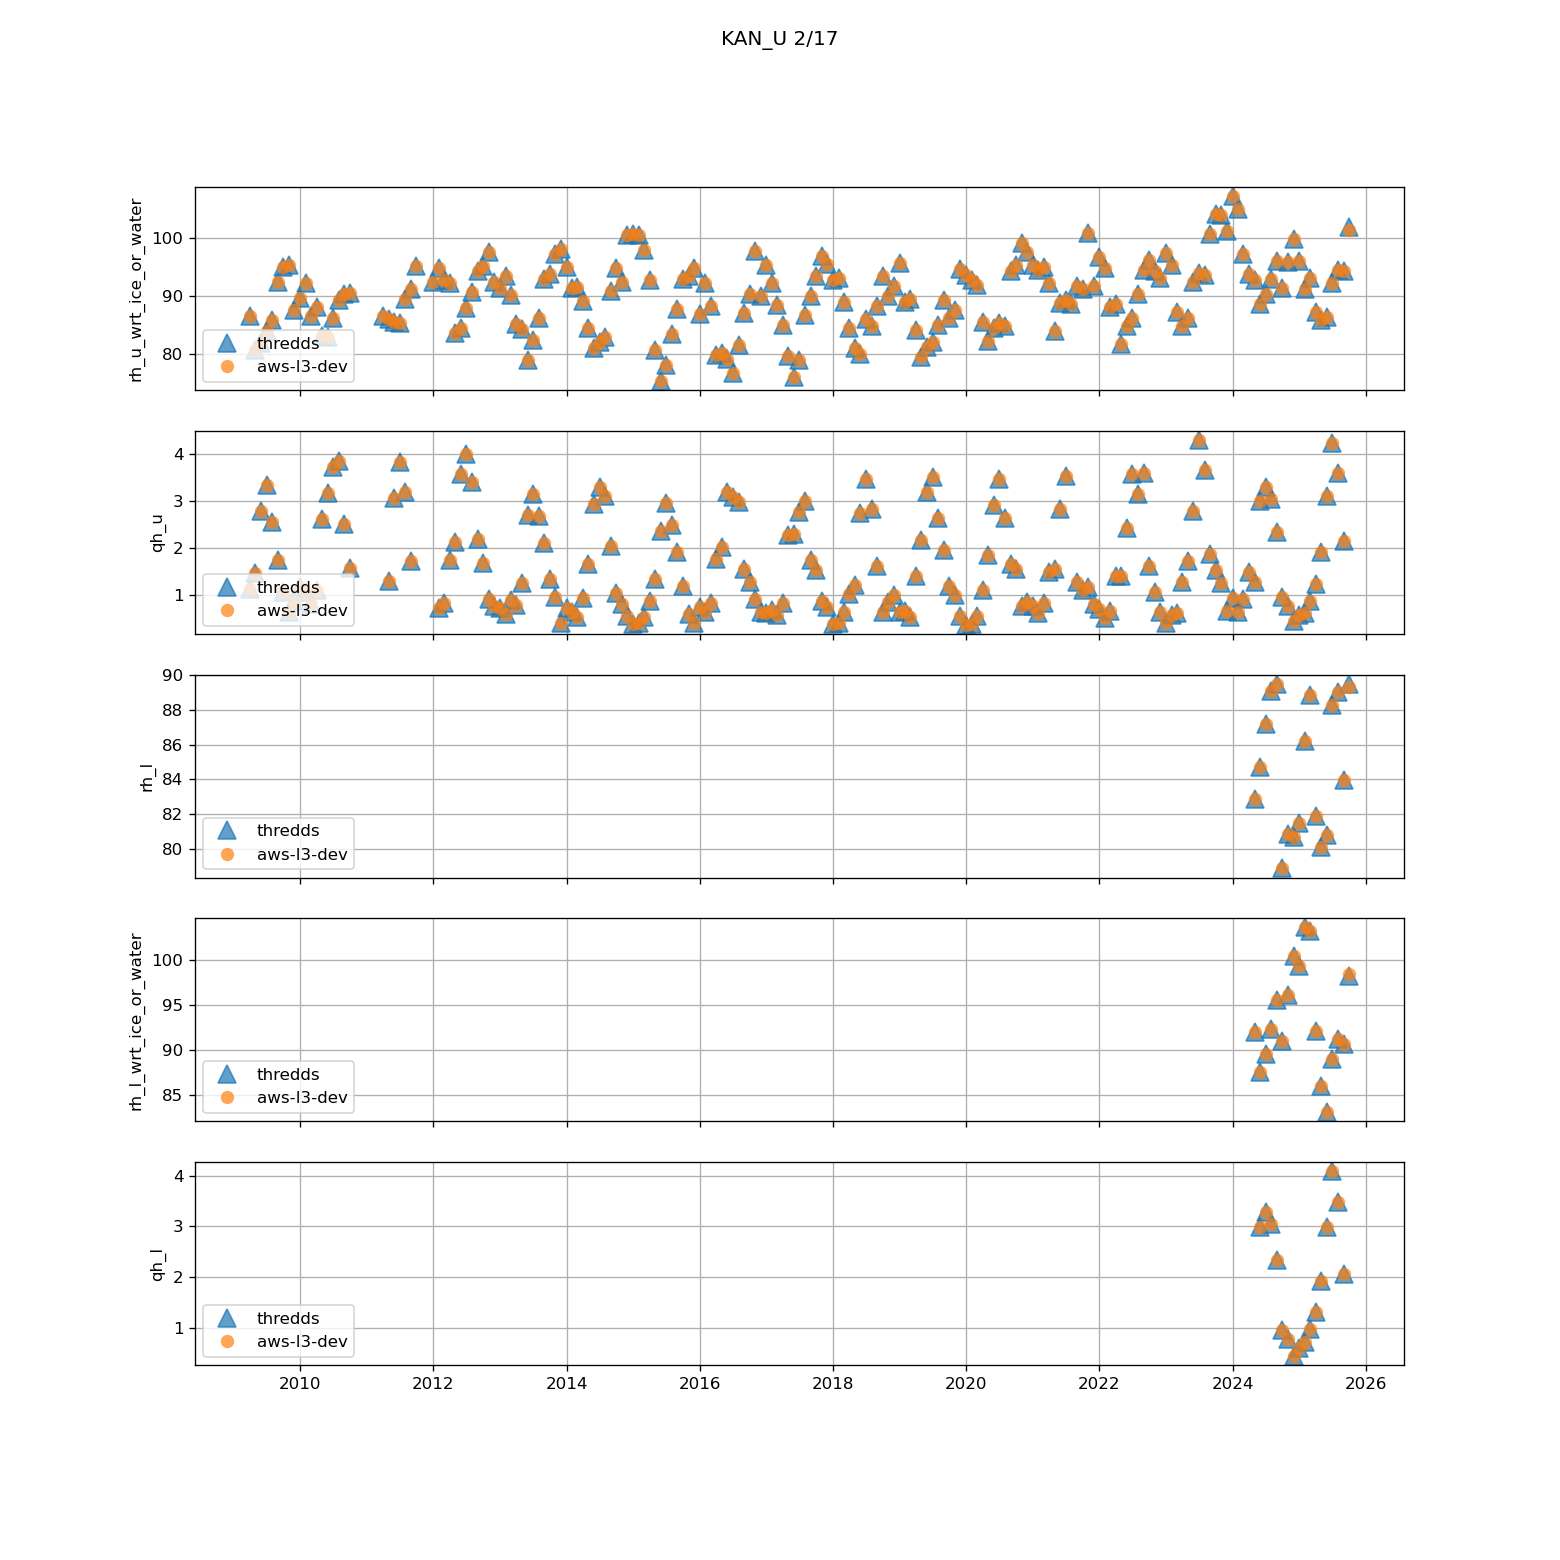 KAN_U 2/17
rh_u_wrt_ice_or_water
100
90
80
thredds
aws-l3-dev
qh_u
4
3
2
1
thredds
aws-l3-dev
rh_l
90
88
86
84
82
80
thredds
aws-l3-dev
rh_l_wrt_ice_or_water
100
95
90
85
thredds
aws-l3-dev
qh_l
4
3
2
1
thredds
aws-l3-dev
2010 2012 2014 2016 2018 2020 2022 2024 2026